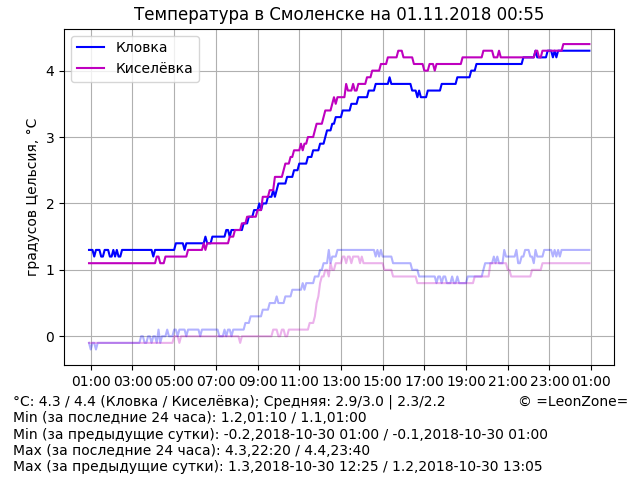 Температура в Смоленске на 01.11.2018 00:55
Кловка
Киселёвка
градусов Цельсия, °C
4
3
2
1
0
01:00 03:00 05:00 07:00 09:00 11:00 13:00 15:00 17:00 19:00 21:00 23:00 01:00
°C: 4.3 / 4.4 (Кловка / Киселёвка); Средняя: 2.9/3.0 | 2.3/2.2 © =LeonZone=
Min (за последние 24 часа): 1.2,01:10 / 1.1,01:00
Min (за предыдущие сутки): -0.2,2018-10-30 01:00 / -0.1,2018-10-30 01:00
Max (за последние 24 часа): 4.3,22:20 / 4.4,23:40
Max (за предыдущие сутки): 1.3,2018-10-30 12:25 / 1.2,2018-10-30 13:05